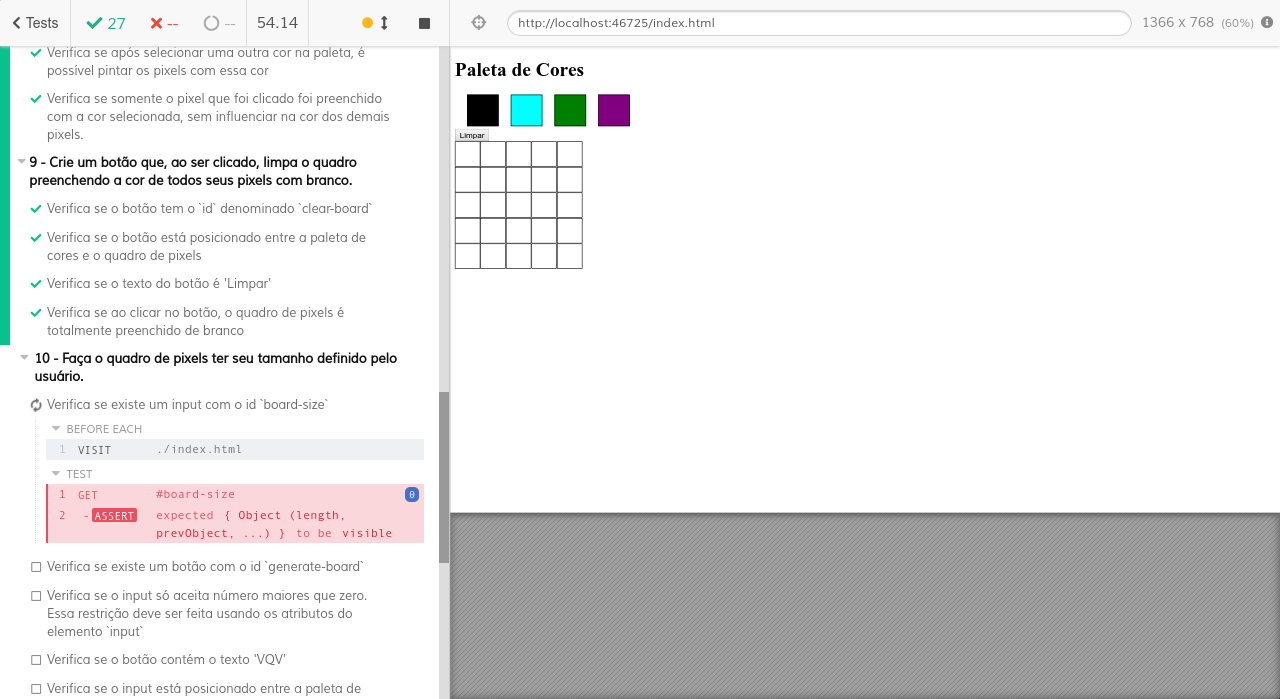 Tests
27
--
--
54.14
http://localhost:46725/index.html
1366 x 768 (60%)
Verifica se após selecionar uma outra cor na paleta, é
possível pintar os pixels com essa cor
Verifica se somente o pixel que foi clicado foi preenchido
com a cor selecionada, sem influenciar na cor dos demais
pixels.
9 - Crie um botão que, ao ser clicado, limpa o quadro
preenchendo a cor de todos seus pixels com branco.
Verifica se o botão tem o `id` denominado `clear-board`
Verifica se o botão está posicionado entre a paleta de
cores e o quadro de pixels
Verifica se o texto do botão é 'Limpar'
Verifica se ao clicar no botão, o quadro de pixels é
totalmente preenchido de branco
10 - Faça o quadro de pixels ter seu tamanho definido pelo
usuário.
Verifica se existe um input com o id `board-size`
BEFORE EACH
1 VISIT ./index.html
TEST
1 GET #board-size 0
2 -ASSERT expected { Object (length,
prevObject, ...) } to be visible
Verifica se existe um botão com o id `generate-board`
Verifica se o input só aceita número maiores que zero.
Essa restrição deve ser feita usando os atributos do
elemento `input`
Verifica se o botão contém o texto 'VQV'
Verifica se o input está posicionado entre a paleta de
Paleta de Cores
Limpar